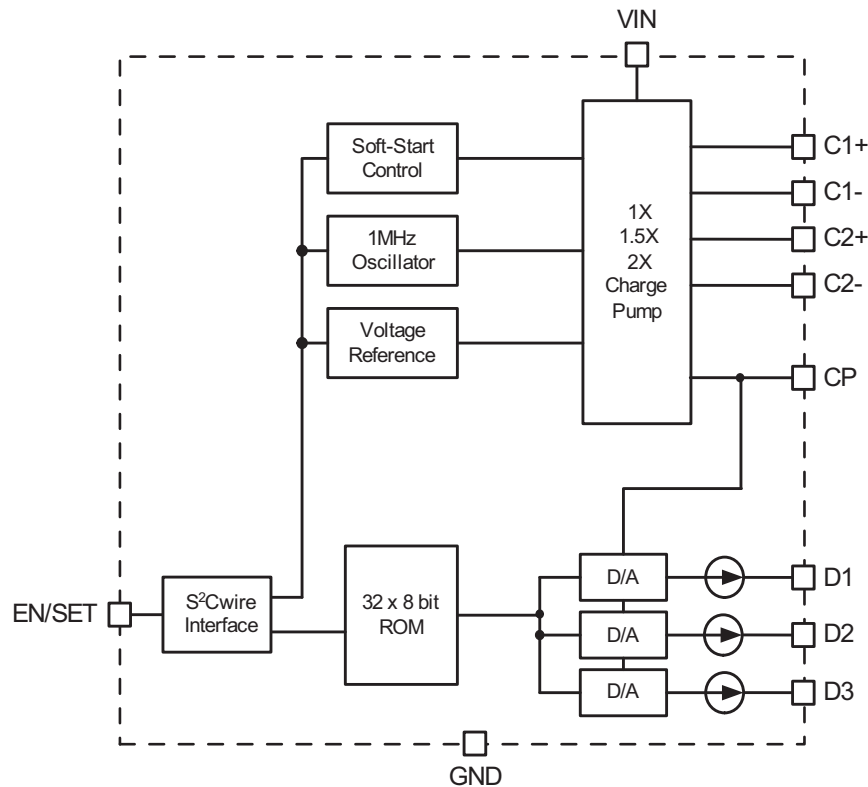 VIN
Soft-Start
Control
1MHz
Oscillator
Voltage
Reference
1X
1.5X
2X
Charge
Pump
C1+
C1-
C2+
C2-
CP
EN/SET
S²Cwire
Interface
32 x 8 bit
ROM
D/A
D/A
D/A
D1
D2
D3
GND